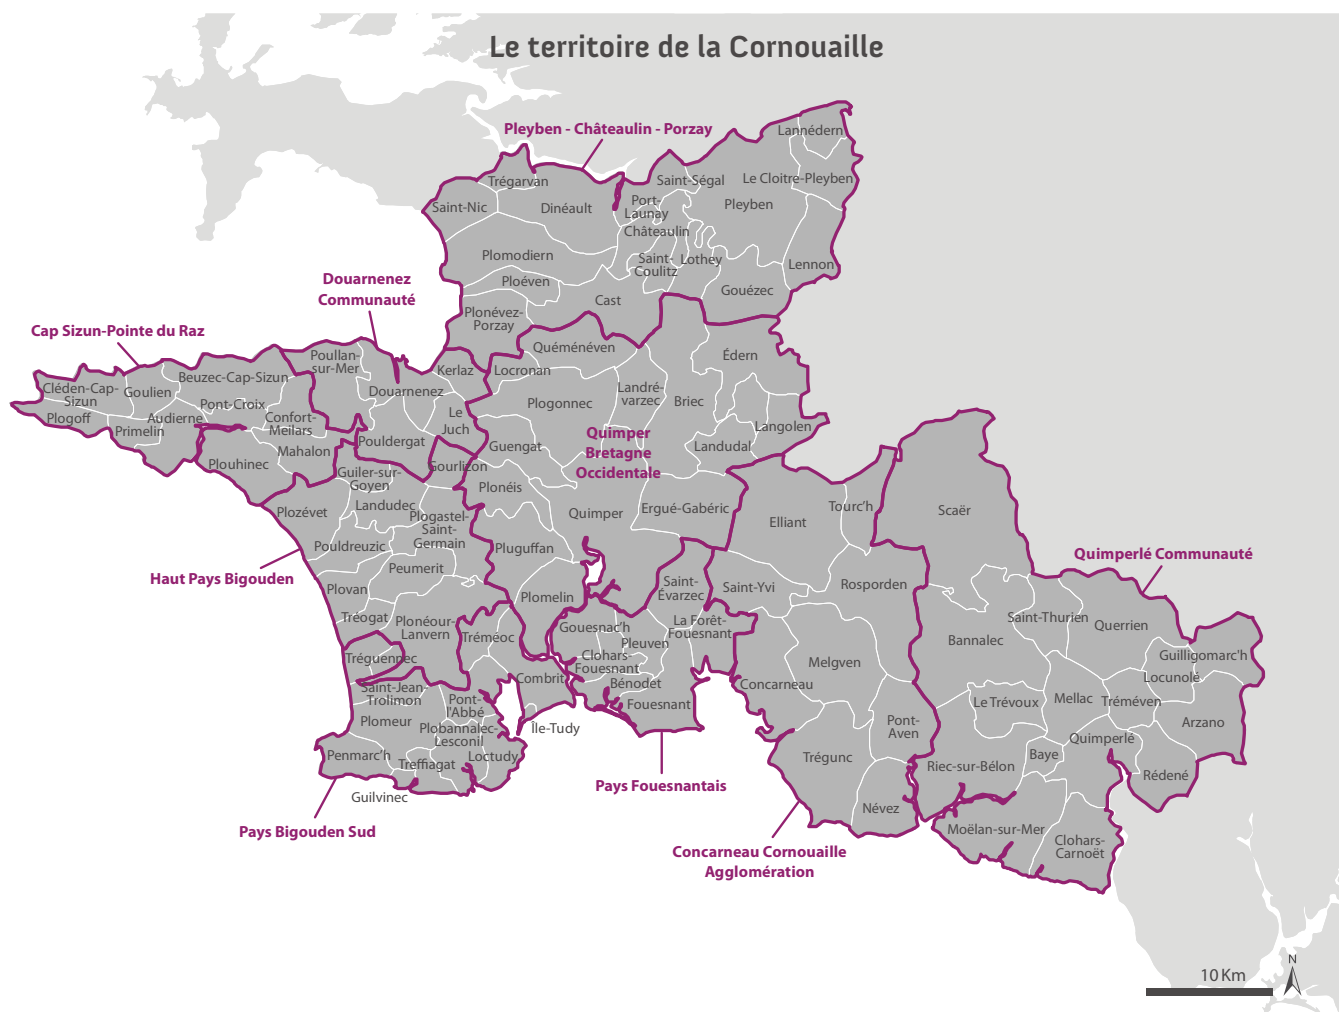 Le territoire de la Cornouaille
Pleyben - Châteaulin - Porzay
Lannédern
Trégarvan
Saint-Ségal
Le Cloitre-Pleyben
Saint-Nic
Dinéault
Port-
Launay
Pleyben
Châteaulin
Plomodiern
Saint-
Coulitz
Lothey
Lennon
Ploéven
Gouézec
Cast
Plonévez-
Porzay
Douarnenez
Communauté
Cap Sizun-Pointe du Raz
Quéménéven
Édern
Poullan-
sur-Mer
Kerlaz
Locronan
Beuzec-Cap-Sizun
Cléden-Cap-
Sizun
Goulien
Douarnenez
Landré-
varzec
Briec
Plogonnec
Pont-Croix
Plogoff
Audierne
Primelin
Confort-
Meilars
Le
Juch
Langolen
Quimper
Bretagne
Occidentale
Pouldergat
Guengat
Landudal
Mahalon
Plouhinec
Gourlizon
Guiler-sur-
Goyen
Plonéis
Plozévet
Landudec
Plogastel-
Saint-
Germain
Quimper
Ergué-Gabéric
Elliant
Tourc'h
Scaër
Pouldreuzic
Pluguffan
Haut Pays Bigouden
Peumerit
Quimperlé Communauté
Plovan
Plomelin
Saint-
Évarzec
Saint-Yvi
Rosporden
Tréogat
Plonéour-
Lanvern
Tréméoc
Gouesnac'h
La Forêt-
Fouesnant
Pleuven
Saint-Thurien
Querrien
Bannalec
Tréguennec
Clohars-
Fouesnant
Melgven
Guilligomarc'h
Combrit
Bénodet
Concarneau
Locunolé
Saint-Jean-
Trolimon
Pont-
l'Abbé
Fouesnant
Le Trévoux
Mellac
Tréméven
Plomeur
Plobannalec-
Lesconil
Île-Tudy
Pont-
Aven
Arzano
Quimperlé
Penmarc'h
Treffiagat
Loctudy
Trégunc
Riec-sur-Bélon
Baye
Rédené
Guilvinec
Pays Fouesnantais
Névez
Pays Bigouden Sud
Moëlan-sur-Mer
Clohars-
Carnoët
Concarneau Cornouaille
Agglomération
N
10 Km